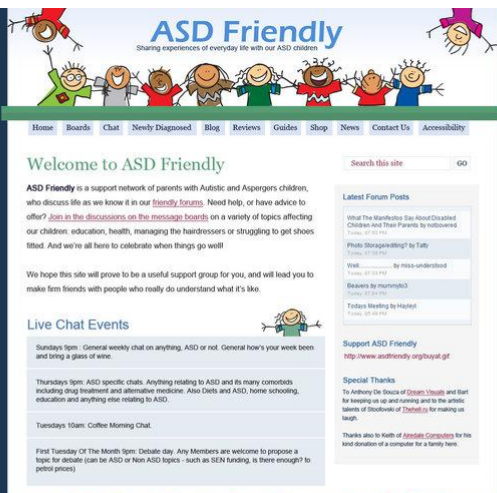 ASD Friendly
Sharing experiences of everyday life with our ASD children
Home Boards Chat Newly Diagnosed Blog Reviews Guides Shop News Contact Us Accessibility
Welcome to ASD Friendly
ASD Friendly is a support network of parents with Autistic and Aspergers children,
who discuss life as we know it in our friendly forums. Need help, or have advice to
offer? Join in the discussions on the message boards on a variety of topics affecting
our children: education, health, managing the hairdressers or struggling to get shoes
fitted. And we're all here to celebrate when things go well!
We hope this site will prove to be a useful support group for you, and will lead you to
make firm friends with people who really do understand what it's like.
Live Chat Events
Sundays 9pm : General weekly chat on anything, ASD or not. General how's your week been
and bring a glass of wine.
Thursdays 9pm: ASD specific chats. Anything relating to ASD and its many comorbids
including drug treatment and alternative medicine. Also Diets and ASD, home schooling,
education and anything else relating to ASD.
Tuesdays 10am: Coffee Morning Chat.
First Tuesday Of The Month 9pm: Debate day. Any Members are welcome to propose a
topic for debate (can be ASD or Non ASD topics - such as SEN funding, is there enough? to
petrol prices)
Search this site GO
Latest Forum Posts
What The Manifestos Say About Disabled
Children And Their Parents by notbovered
Photo Storage/editing? by Tatty
Well.............. by miss-understood
Beavers by mummyto3
Todays Meeting by Hayleyt
Support ASD Friendly
http://www.asdfriendly.org/buyat.gif
Special Thanks
To Anthony De Souza of Dream Visuals and Bart
for keeping us up and running and to the artistic
talents of Stodlovski of Thehell.ru for making us
laugh.
Thanks also to Keith of Airedale Computers for his
kind donation of a computer for a family here.